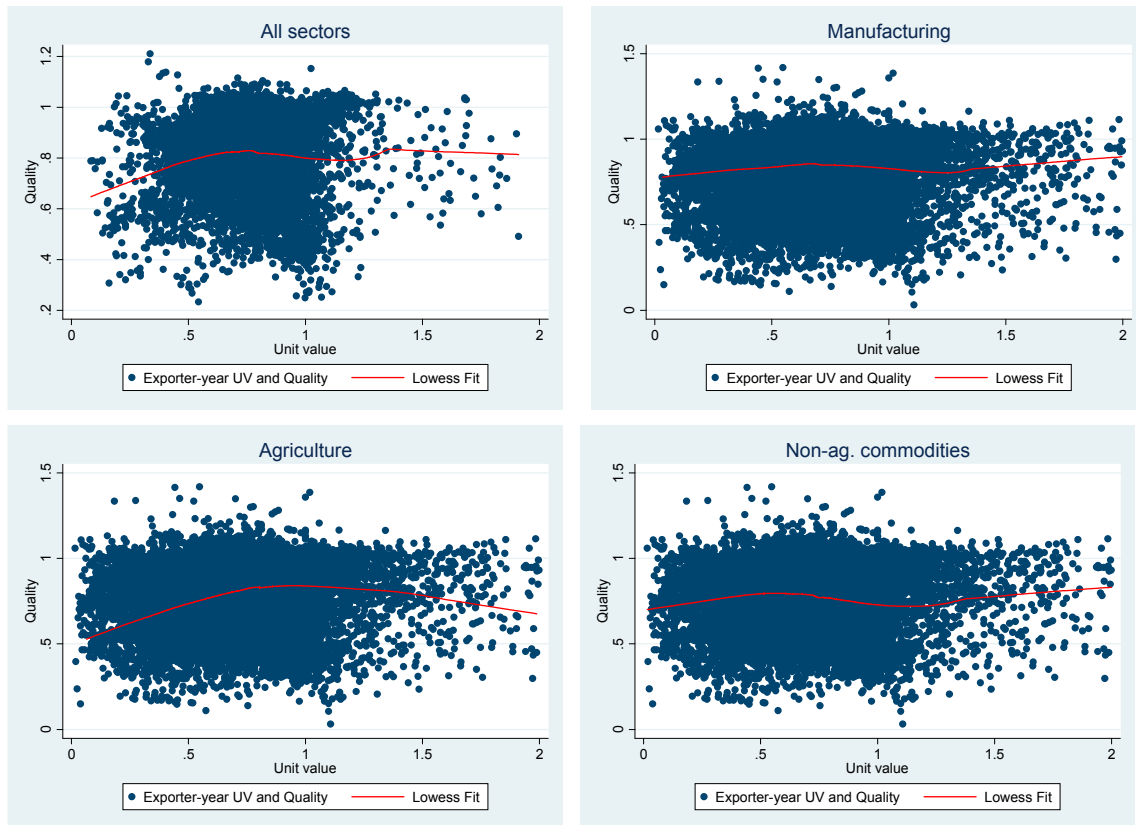 All sectors
Quality
1.2
1
.8
.6
.4
.2
0 .5 1 1.5 2
Unit value
Exporter-year UV and Quality Lowess Fit
Manufacturing
Quality
1.5
1
.5
0
0 .5 1 1.5 2
Unit value
Exporter-year UV and Quality Lowess Fit
Agriculture
Quality
1.5
1
.5
0
0 .5 1 1.5 2
Unit value
Exporter-year UV and Quality Lowess Fit
Non-ag. commodities
Quality
1.5
1
.5
0
0 .5 1 1.5 2
Unit value
Exporter-year UV and Quality Lowess Fit